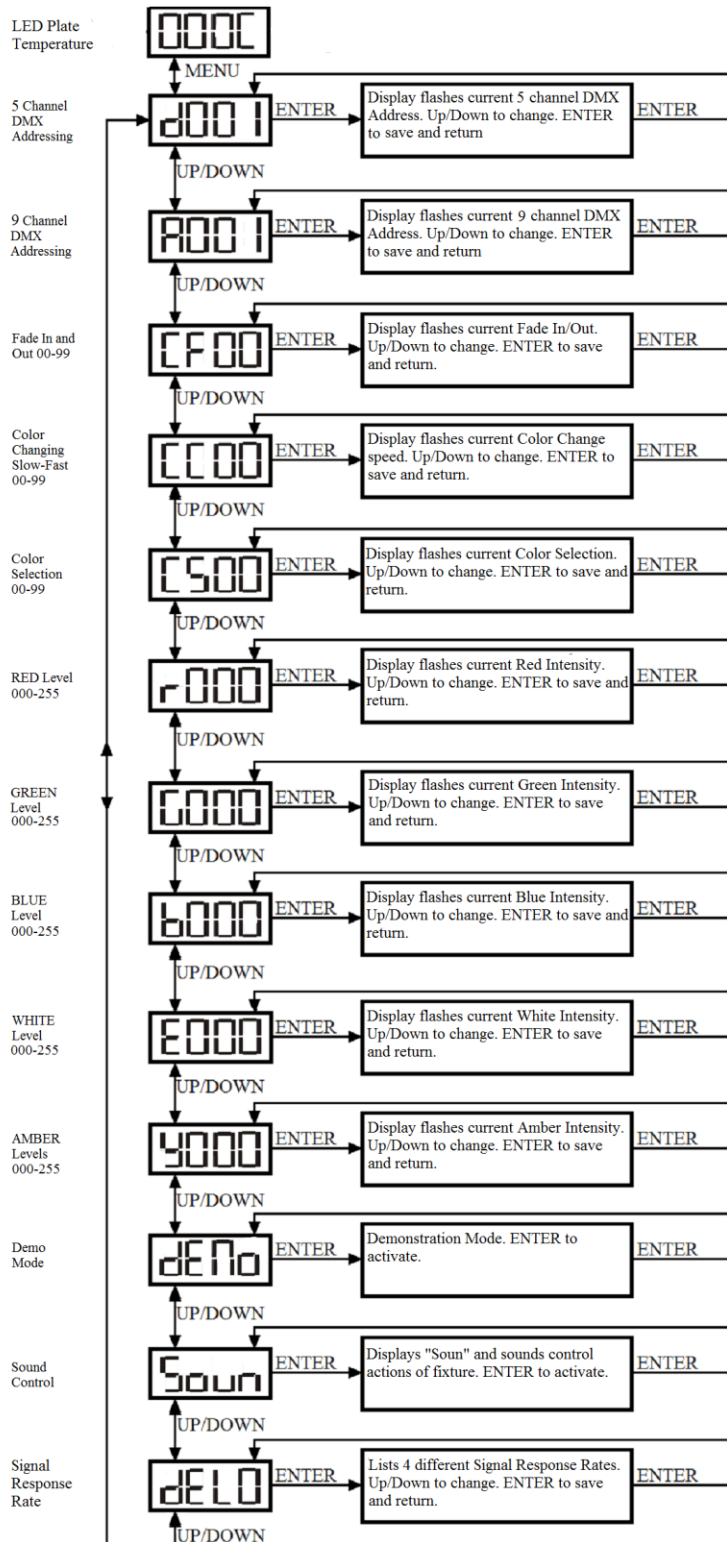 LED Plate
Temperature
000C
MENU
5 Channel
DMX
Addressing
d001
ENTER
Display flashes current 5 channel DMX
Address. Up/Down to change. ENTER
to save and return
ENTER
UP/DOWN
9 Channel
DMX
Addressing
A001
ENTER
Display flashes current 9 channel DMX
Address. Up/Down to change. ENTER
to save and return
ENTER
UP/DOWN
Fade In and
Out 00-99
CF00
ENTER
Display flashes current Fade In/Out.
Up/Down to change. ENTER to save
and return.
ENTER
UP/DOWN
Color
Changing
Slow-Fast
00-99
CC00
ENTER
Display flashes current Color Change
speed. Up/Down to change. ENTER to
save and return.
ENTER
UP/DOWN
Color
Selection
00-99
CS00
ENTER
Display flashes current Color Selection.
Up/Down to change. ENTER to save and
return.
ENTER
UP/DOWN
RED Level
000-255
r000
ENTER
Display flashes current Red Intensity.
Up/Down to change. ENTER to save and
return.
ENTER
UP/DOWN
GREEN
Level
000-255
G000
ENTER
Display flashes current Green Intensity.
Up/Down to change. ENTER to save
and return.
ENTER
UP/DOWN
BLUE
Level
000-255
b000
ENTER
Display flashes current Blue Intensity.
Up/Down to change. ENTER to save and
return.
ENTER
UP/DOWN
WHITE
Level
000-255
E000
ENTER
Display flashes current White Intensity.
Up/Down to change. ENTER to save
and return.
ENTER
UP/DOWN
AMBER
Levels
000-255
y000
ENTER
Display flashes current Amber Intensity.
Up/Down to change. ENTER to save
and return.
ENTER
UP/DOWN
Demo
Mode
dEMo
ENTER
Demonstration Mode. ENTER to
activate.
ENTER
UP/DOWN
Sound
Control
Soun
ENTER
Displays "Soun" and sounds control
actions of fixture. ENTER to activate.
ENTER
UP/DOWN
Signal
Response
Rate
dEL0
ENTER
Lists 4 different Signal Response Rates.
Up/Down to change. ENTER to save
and return.
ENTER
UP/DOWN